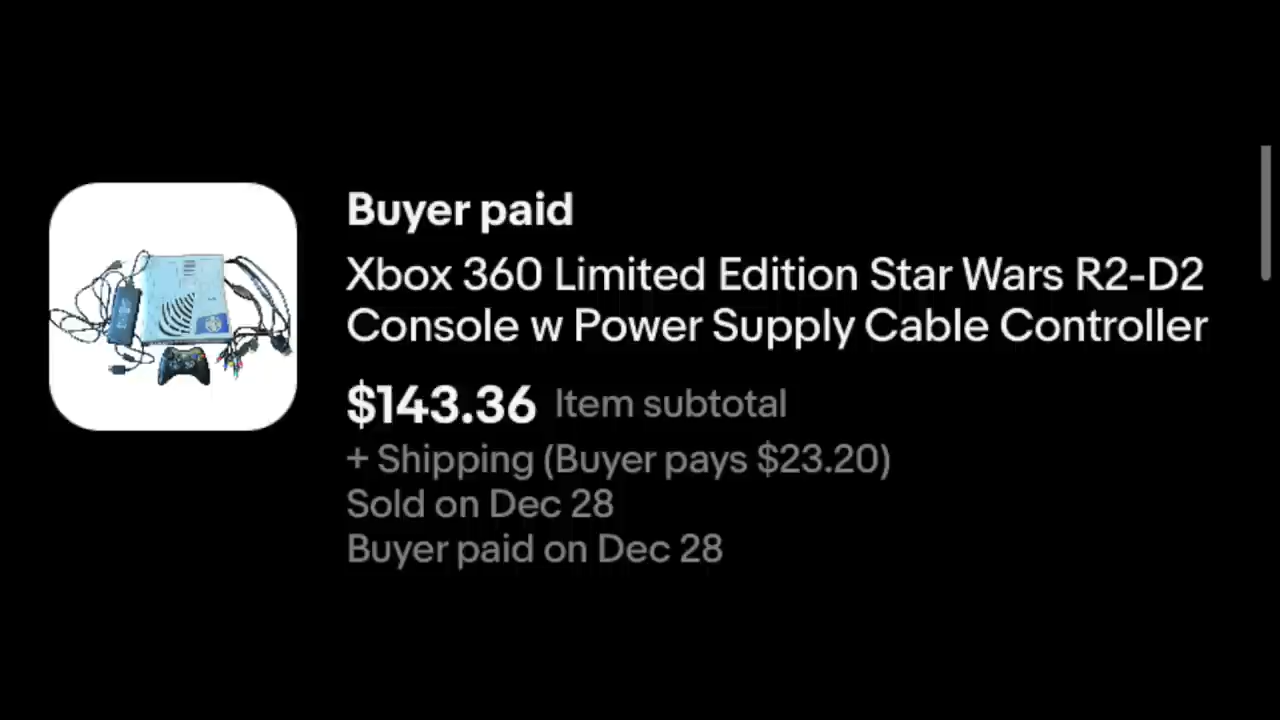 Buyer paid
Xbox 360 Limited Edition Star Wars R2-D2
Console w Power Supply Cable Controller
$143.36 Item subtotal
+ Shipping (Buyer pays $23.20)
Sold on Dec 28
Buyer paid on Dec 28